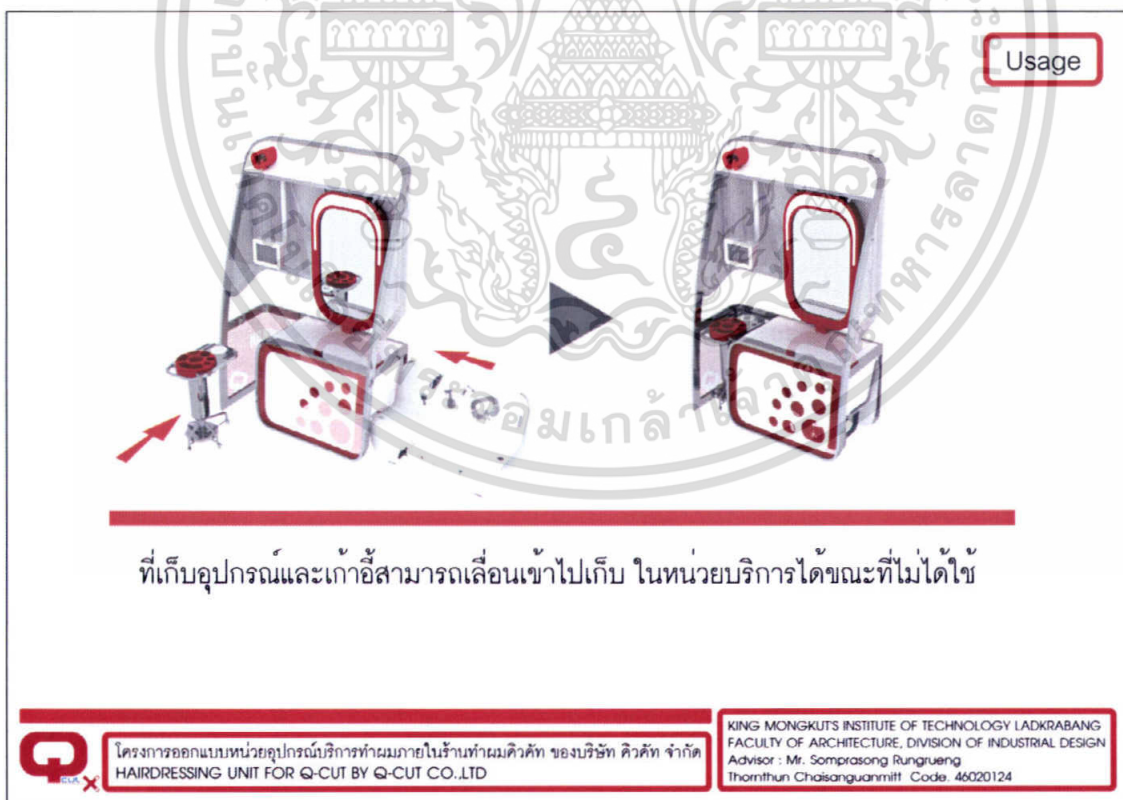 Usage
ที่เก็บอุปกรณ์และเก้าอี้สามารถเลื่อนเข้าไปเก็บ ในหน่วยบริการได้ขณะที่ไม่ได้ใช้
Q
CUT
โครงการออกแบบหน่วยอุปกรณ์บริการทำผมภายในร้านทำผมคิวคัท ของบริษัท คิวคัท จำกัด
HAIRDRESSING UNIT FOR Q-CUT BY Q-CUT CO.,LTD
KING MONGKUT'S INSTITUTE OF TECHNOLOGY LADKRABANG
FACULTY OF ARCHITECTURE, DIVISION OF INDUSTRIAL DESIGN
Advisor : Mr. Somprasong Rungrueng
Thornthun Chaisanguanmitt Code. 46020124